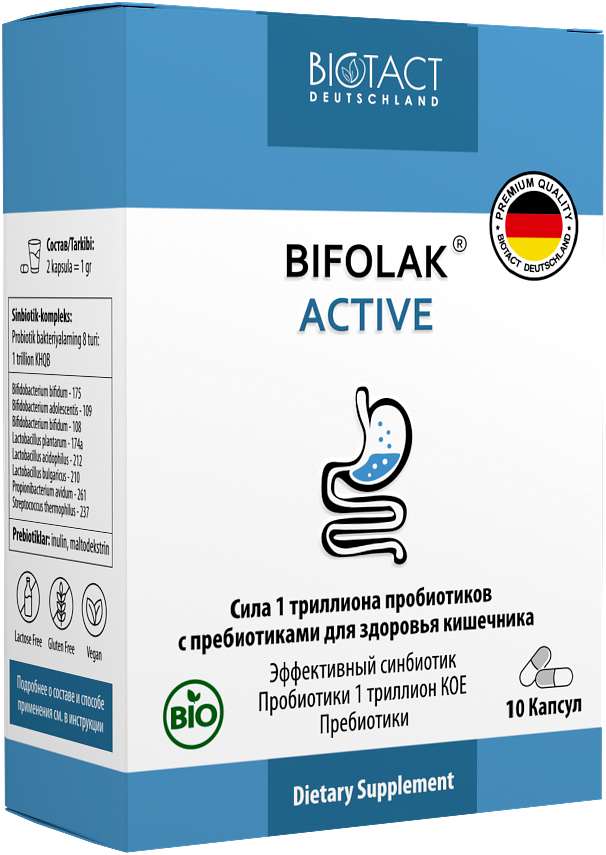 BIOTACT
DEUTSCHLAND
PREMIUM QUALITY
BIOTACT DEUTSCHLAND
BIFOLAK®
ACTIVE
Сила 1 триллиона пробиотиков
с пребиотиками для здоровья кишечника
Эффективный синбиотик
Пробиотики 1 триллион КОЕ
Пребиотики
BIO
10 Капсул
Dietary Supplement
Состав/Tarkibi:
2 kapsula = 1 gr
Sinbiotik-kompleks:
Probiotik bakteriyalarning 8 turi:
1 trillion KHQB
Bifidobacterium bifidum - 175
Bifidobacterium adolescentis - 109
Bifidobacterium bifidum - 108
Lactobacillus plantarum - 174a
Lactobacillus acidophilus - 212
Lactobacillus bulgaricus - 210
Propionibacterium avidum - 261
Streptococcus thermophilus - 237
Prebiotiklar: inulin, maltodekstrin
Lactose Free
Gluten Free
Vegan
Подробнее о составе и способе
применения см. в инструкции